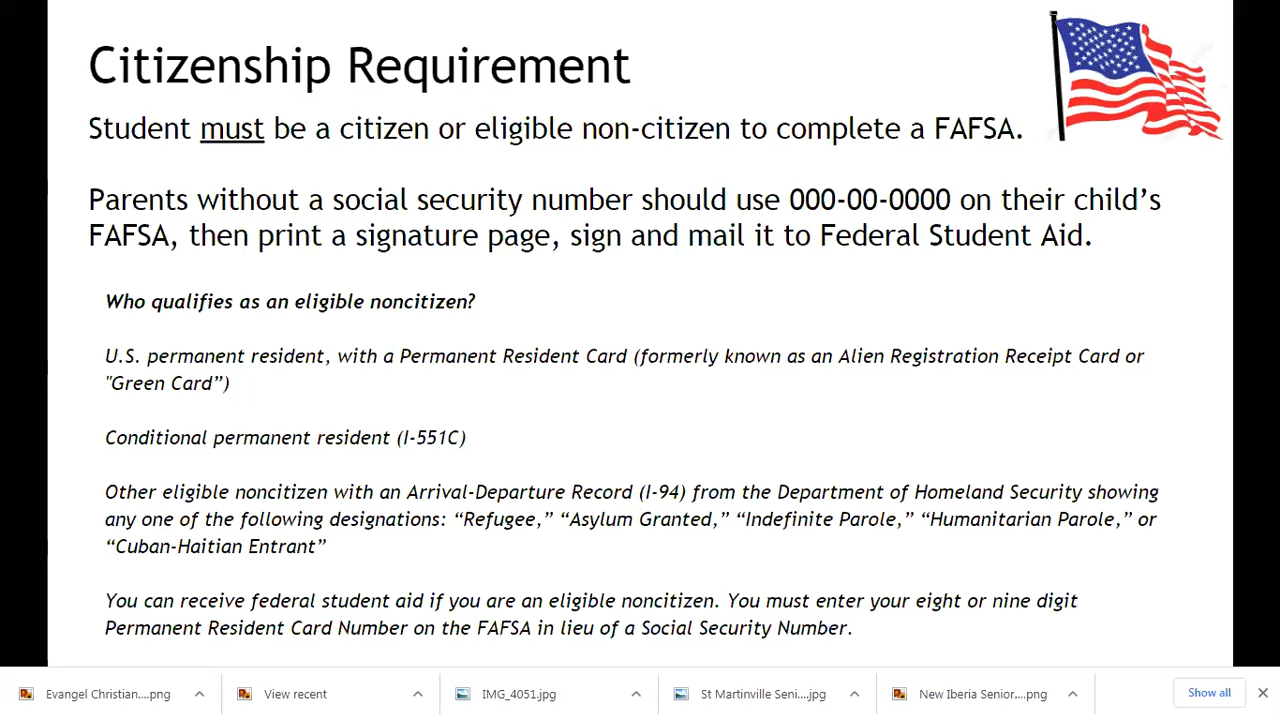 Citizenship Requirement
Student must be a citizen or eligible non-citizen to complete a FAFSA.
Parents without a social security number should use 000-00-0000 on their child’s
FAFSA, then print a signature page, sign and mail it to Federal Student Aid.
Who qualifies as an eligible noncitizen?
U.S. permanent resident, with a Permanent Resident Card (formerly known as an Alien Registration Receipt Card or
"Green Card”)
Conditional permanent resident (I-551C)
Other eligible noncitizen with an Arrival-Departure Record (I-94) from the Department of Homeland Security showing
any one of the following designations: “Refugee,” “Asylum Granted,” “Indefinite Parole,” “Humanitarian Parole,” or
“Cuban-Haitian Entrant”
You can receive federal student aid if you are an eligible noncitizen. You must enter your eight or nine digit
Permanent Resident Card Number on the FAFSA in lieu of a Social Security Number.
Evangel Christian....png
View recent
IMG_4051.jpg
St Martinville Seni....jpg
New Iberia Senior....png
Show all